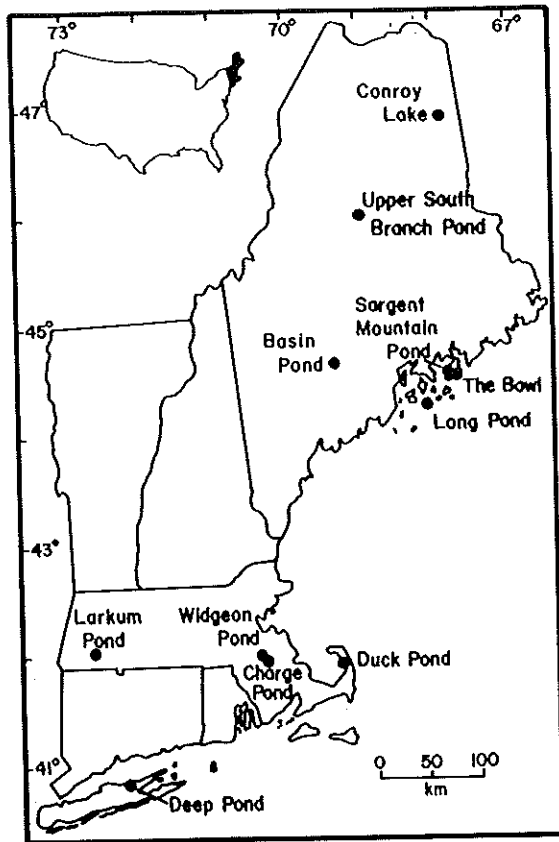 73°
70
67
47°
Conroy
Lake
Upper South
Branch Pond
45°
Sargent
Mountain
Pond
Basin
Pond
The Bowl
Long Pond
43°
Larkum
Pond
Widgeon
Pond
Charge
Pond
Duck Pond
41°
Deep Pond
0 50 100
km